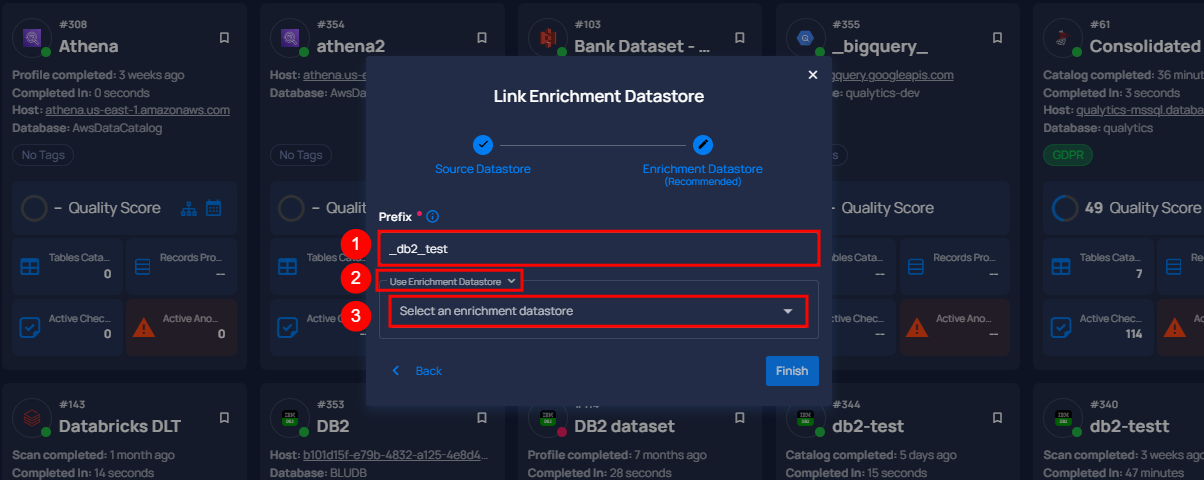 #308
Athena
Profile completed: 3 weeks ago
Completed In: 0 seconds
Host: athena.us-east-1.amazonaws.com
Database: AwsDataCatalog
No Tags
– Quality Score
Tables Cata...
0
Records Pro...
--
Active Chec...
0
Active Ano...
0
#354
athena2
Host: athena.us-e
Database: AwsDa
No Tags
– Qualit
Tables C
Active C
#103
Bank Dataset - ...
#355
_bigquery_
gquery.googleapis.com
qualytics-dev
Quality Score
bles Cata...
--
Records Pro...
--
tive Chec...
--
Active Ano...
--
#61
Consolidated
Catalog completed: 36 minut
Completed In: 3 seconds
Host: qualytics-mssql.databa
Database: qualytics
GDPR
49 Quality Score
Tables Cata...
7
Active Chec...
114
Link Enrichment Datastore
Source Datastore
Enrichment Datastore
(Recommended)
Prefix
1
_db2_test
2
Use Enrichment Datastore
3
Select an enrichment datastore
Back
Finish
#143
Databricks DLT
Scan completed: 1 month ago
Completed In: 14 seconds
#353
DB2
Host: b101d15f-e79b-4832-a125-4e8d4...
Database: BLUDB
DB2 dataset
Profile completed: 7 months ago
Completed In: 28 seconds
#344
db2-test
Catalog completed: 5 days ago
Completed In: 15 seconds
#340
db2-testt
Scan completed: 3 weeks ago
Completed In: 47 minutes